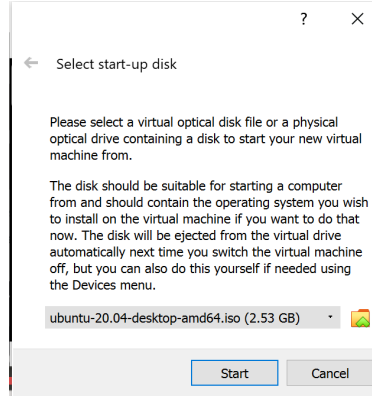 ?
Select start-up disk
Please select a virtual optical disk file or a physical
optical drive containing a disk to start your new virtual
machine from.
The disk should be suitable for starting a computer
from and should contain the operating system you wish
to install on the virtual machine if you want to do that
now. The disk will be ejected from the virtual drive
automatically next time you switch the virtual machine
off, but you can also do this yourself if needed using
the Devices menu.
ubuntu-20.04-desktop-amd64.iso (2.53 GB)
Start Cancel